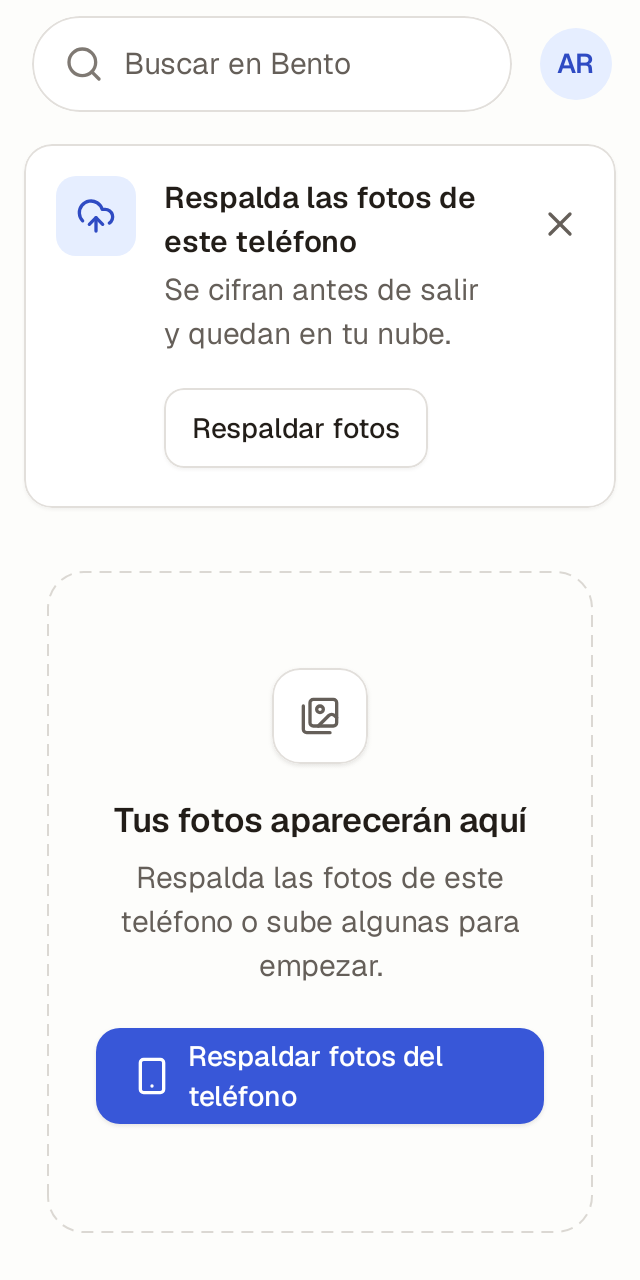 Buscar en Bento
AR
Respalda las fotos de
este teléfono
Se cifran antes de salir
y quedan en tu nube.
Respaldar fotos
Tus fotos aparecerán aquí
Respalda las fotos de este
teléfono o sube algunas para
empezar.
Respaldar fotos del
teléfono